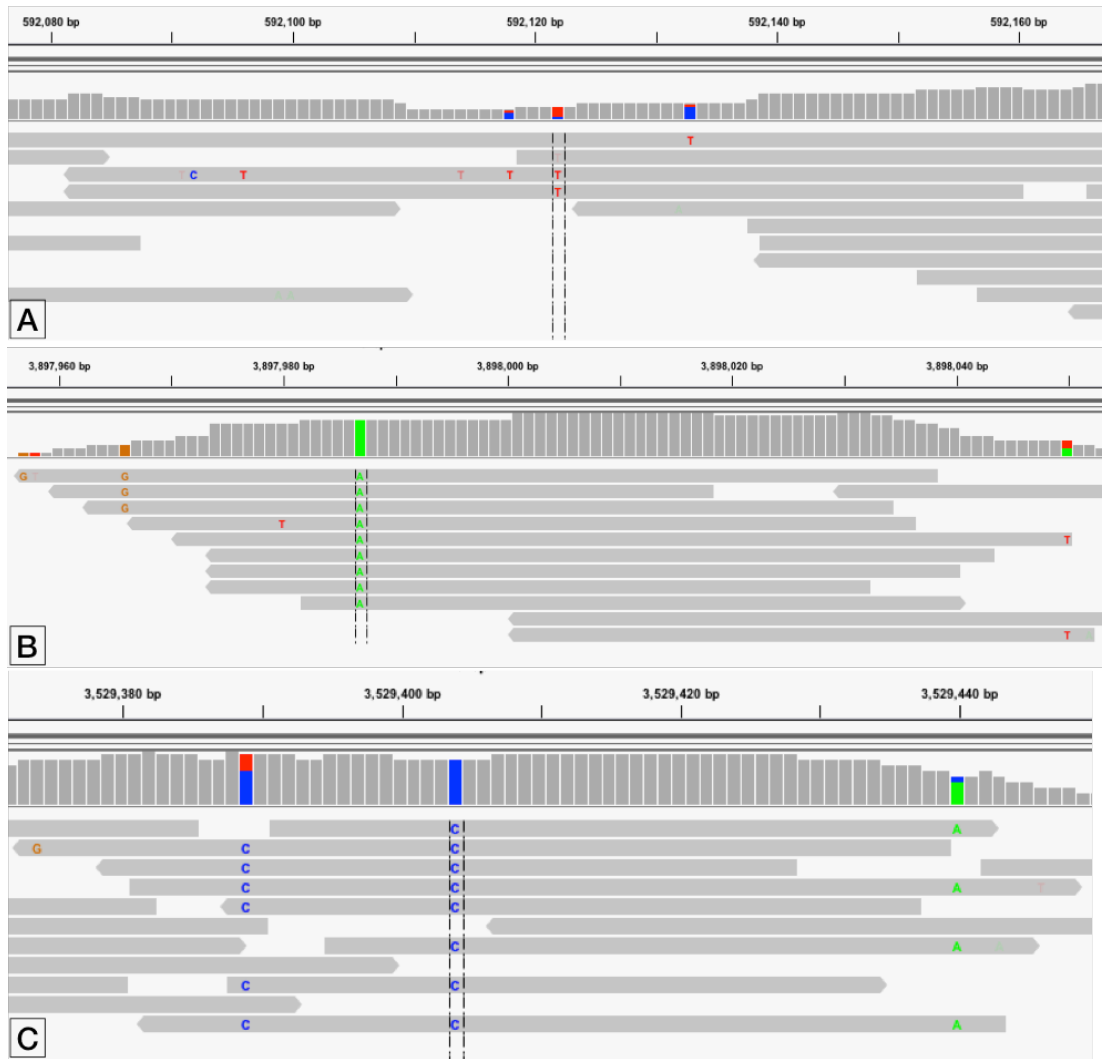 592,080 bp 592,100 bp 592,120 bp 592,140 bp 592,160 bp
T
T C T T T T
T
A
3,897,960 bp 3,897,980 bp 3,898,000 bp 3,898,020 bp 3,898,040 bp
G T G A
G A
G A
T A
A T
A
A
A
A
T
B
3,529,380 bp 3,529,400 bp 3,529,420 bp 3,529,440 bp
C A
G C C
C C
C C A T
C C
C A
C C
C C A
C